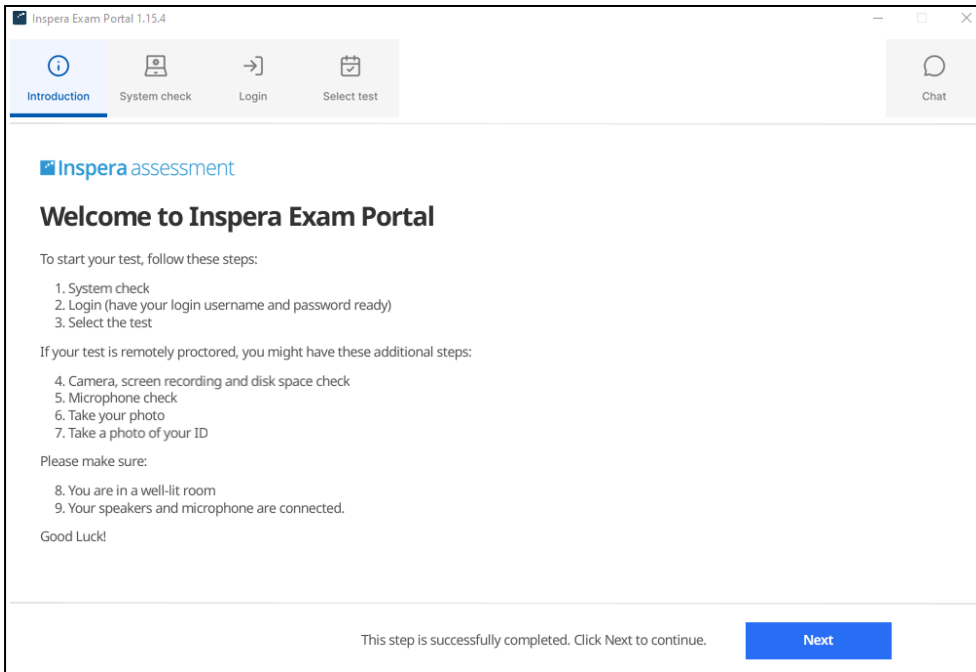 Inspera Exam Portal 1.15.4
Introduction
System check
Login
Select test
Chat
Inspera assessment
Welcome to Inspera Exam Portal
To start your test, follow these steps:
1. System check
2. Login (have your login username and password ready)
3. Select the test
If your test is remotely proctored, you might have these additional steps:
4. Camera, screen recording and disk space check
5. Microphone check
6. Take your photo
7. Take a photo of your ID
Please make sure:
8. You are in a well-lit room
9. Your speakers and microphone are connected.
Good Luck!
This step is successfully completed. Click Next to continue.
Next